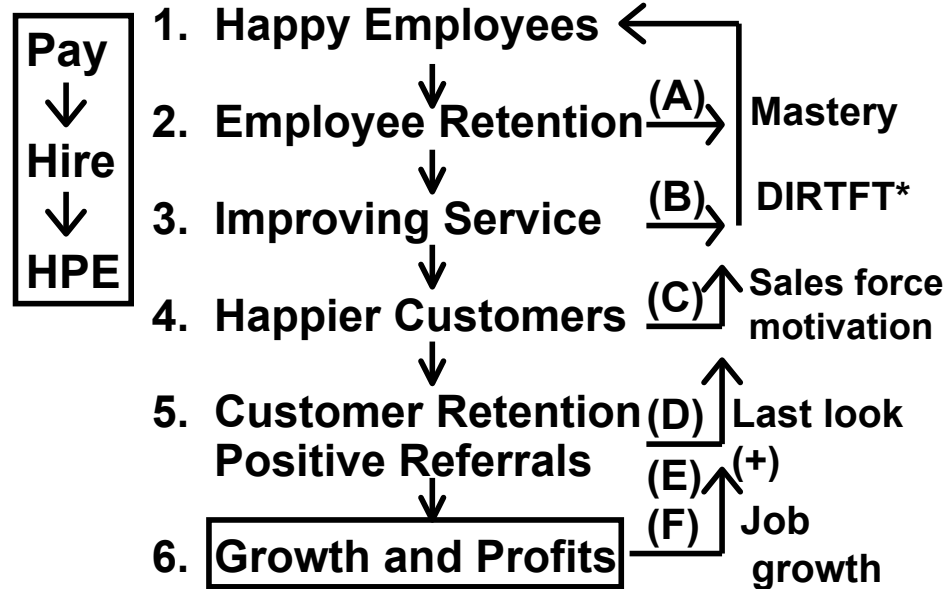 Pay
Hire
HPE
1. Happy Employees
2. Employee Retention
(A)
Mastery
3. Improving Service
(B)
DIRTFT*
4. Happier Customers
(C)
Sales force
motivation
5. Customer Retention
Positive Referrals
(D)
Last look
(+)
(E)
6. Growth and Profits
(F)
Job
growth